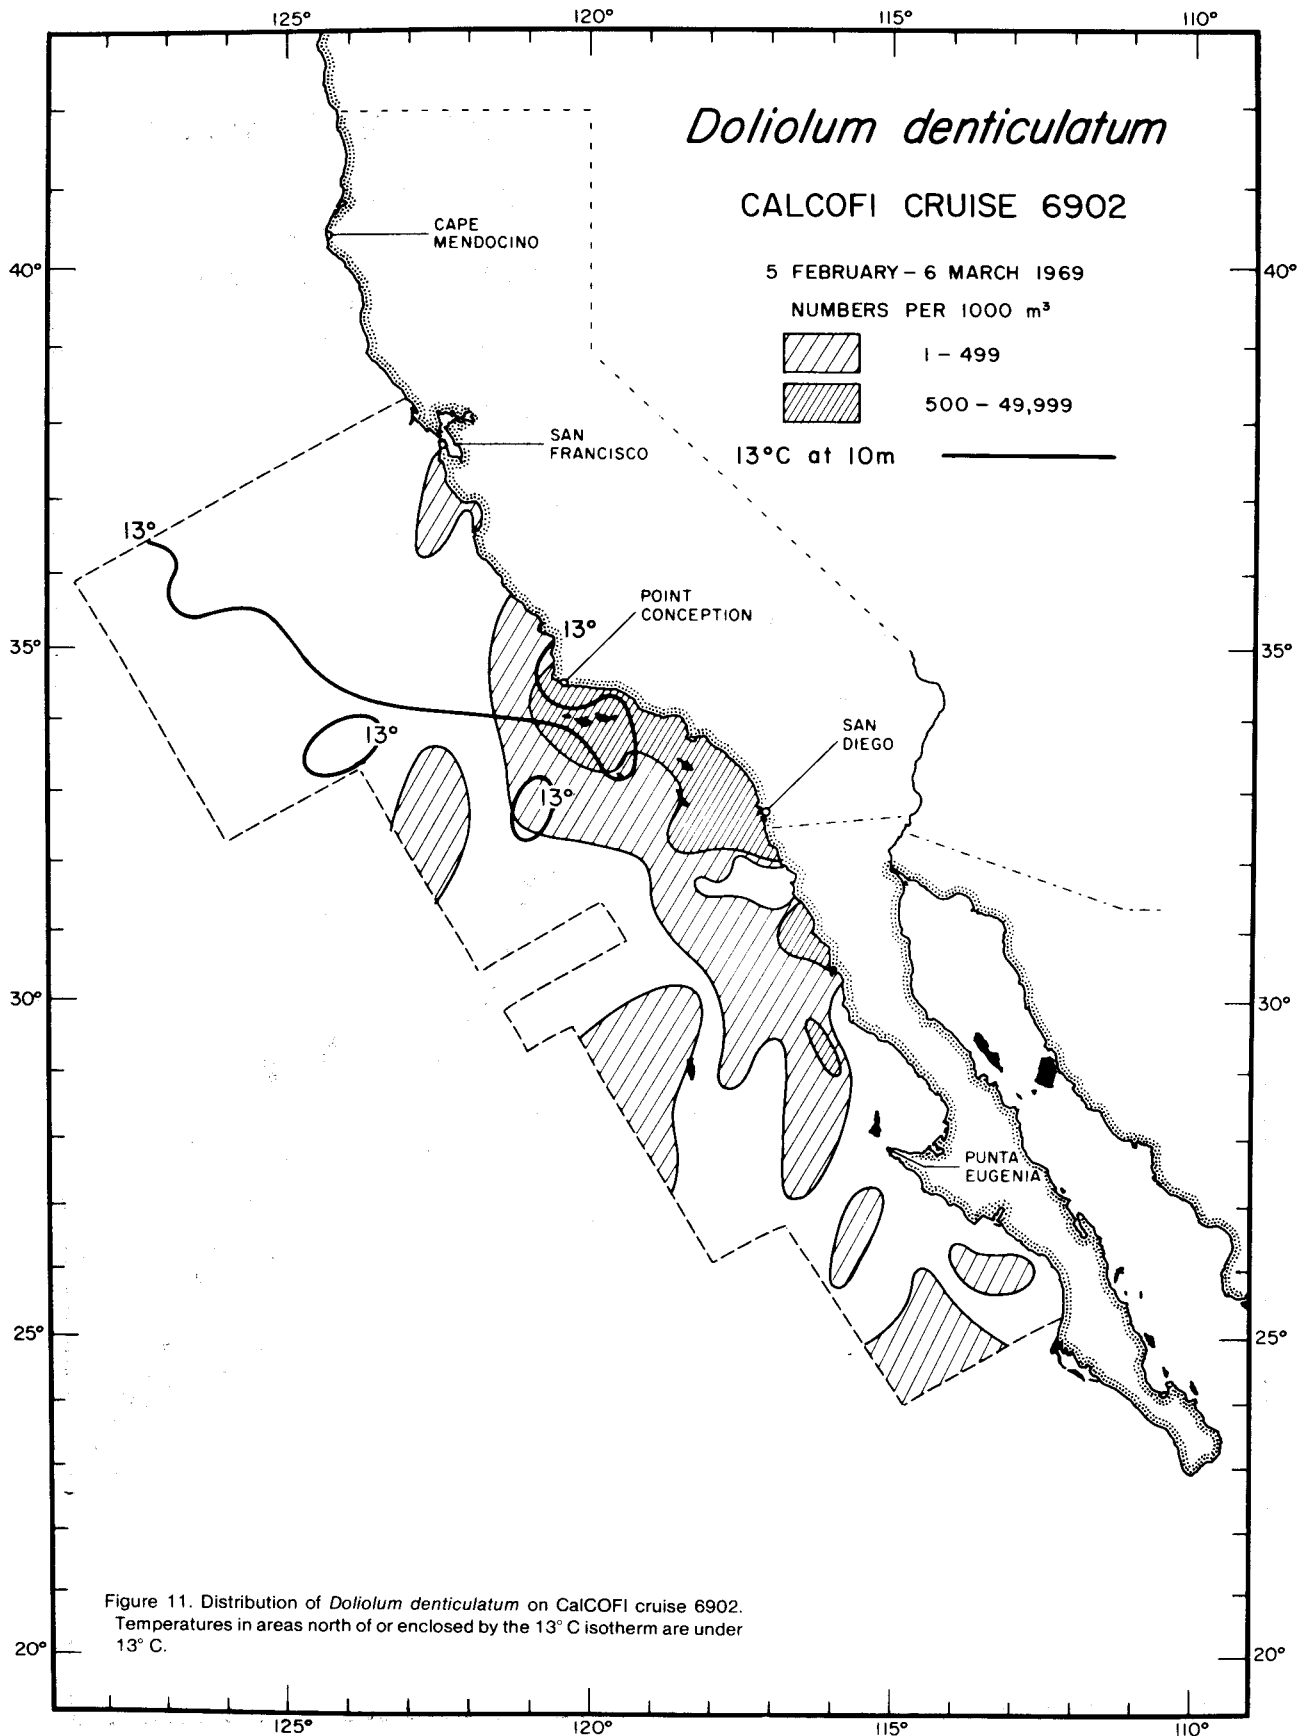 125° 120° 115° 110°
Doliolum denticulatum
CALCOFI CRUISE 6902
5 FEBRUARY – 6 MARCH 1969
NUMBERS PER 1000 m³
1 – 499
500 – 49,999
13°C at 10m
CAPE
MENDOCINO
40° 40°
SAN
FRANCISCO
13°
POINT
CONCEPTION
13°
35° 35°
SAN
DIEGO
13°
13°
30° 30°
PUNTA
EUGENIA
25° 25°
Figure 11. Distribution of Doliolum denticulatum on CalCOFI cruise 6902.
Temperatures in areas north of or enclosed by the 13° C isotherm are under
13° C.
20° 20°
125° 120° 115° 110°